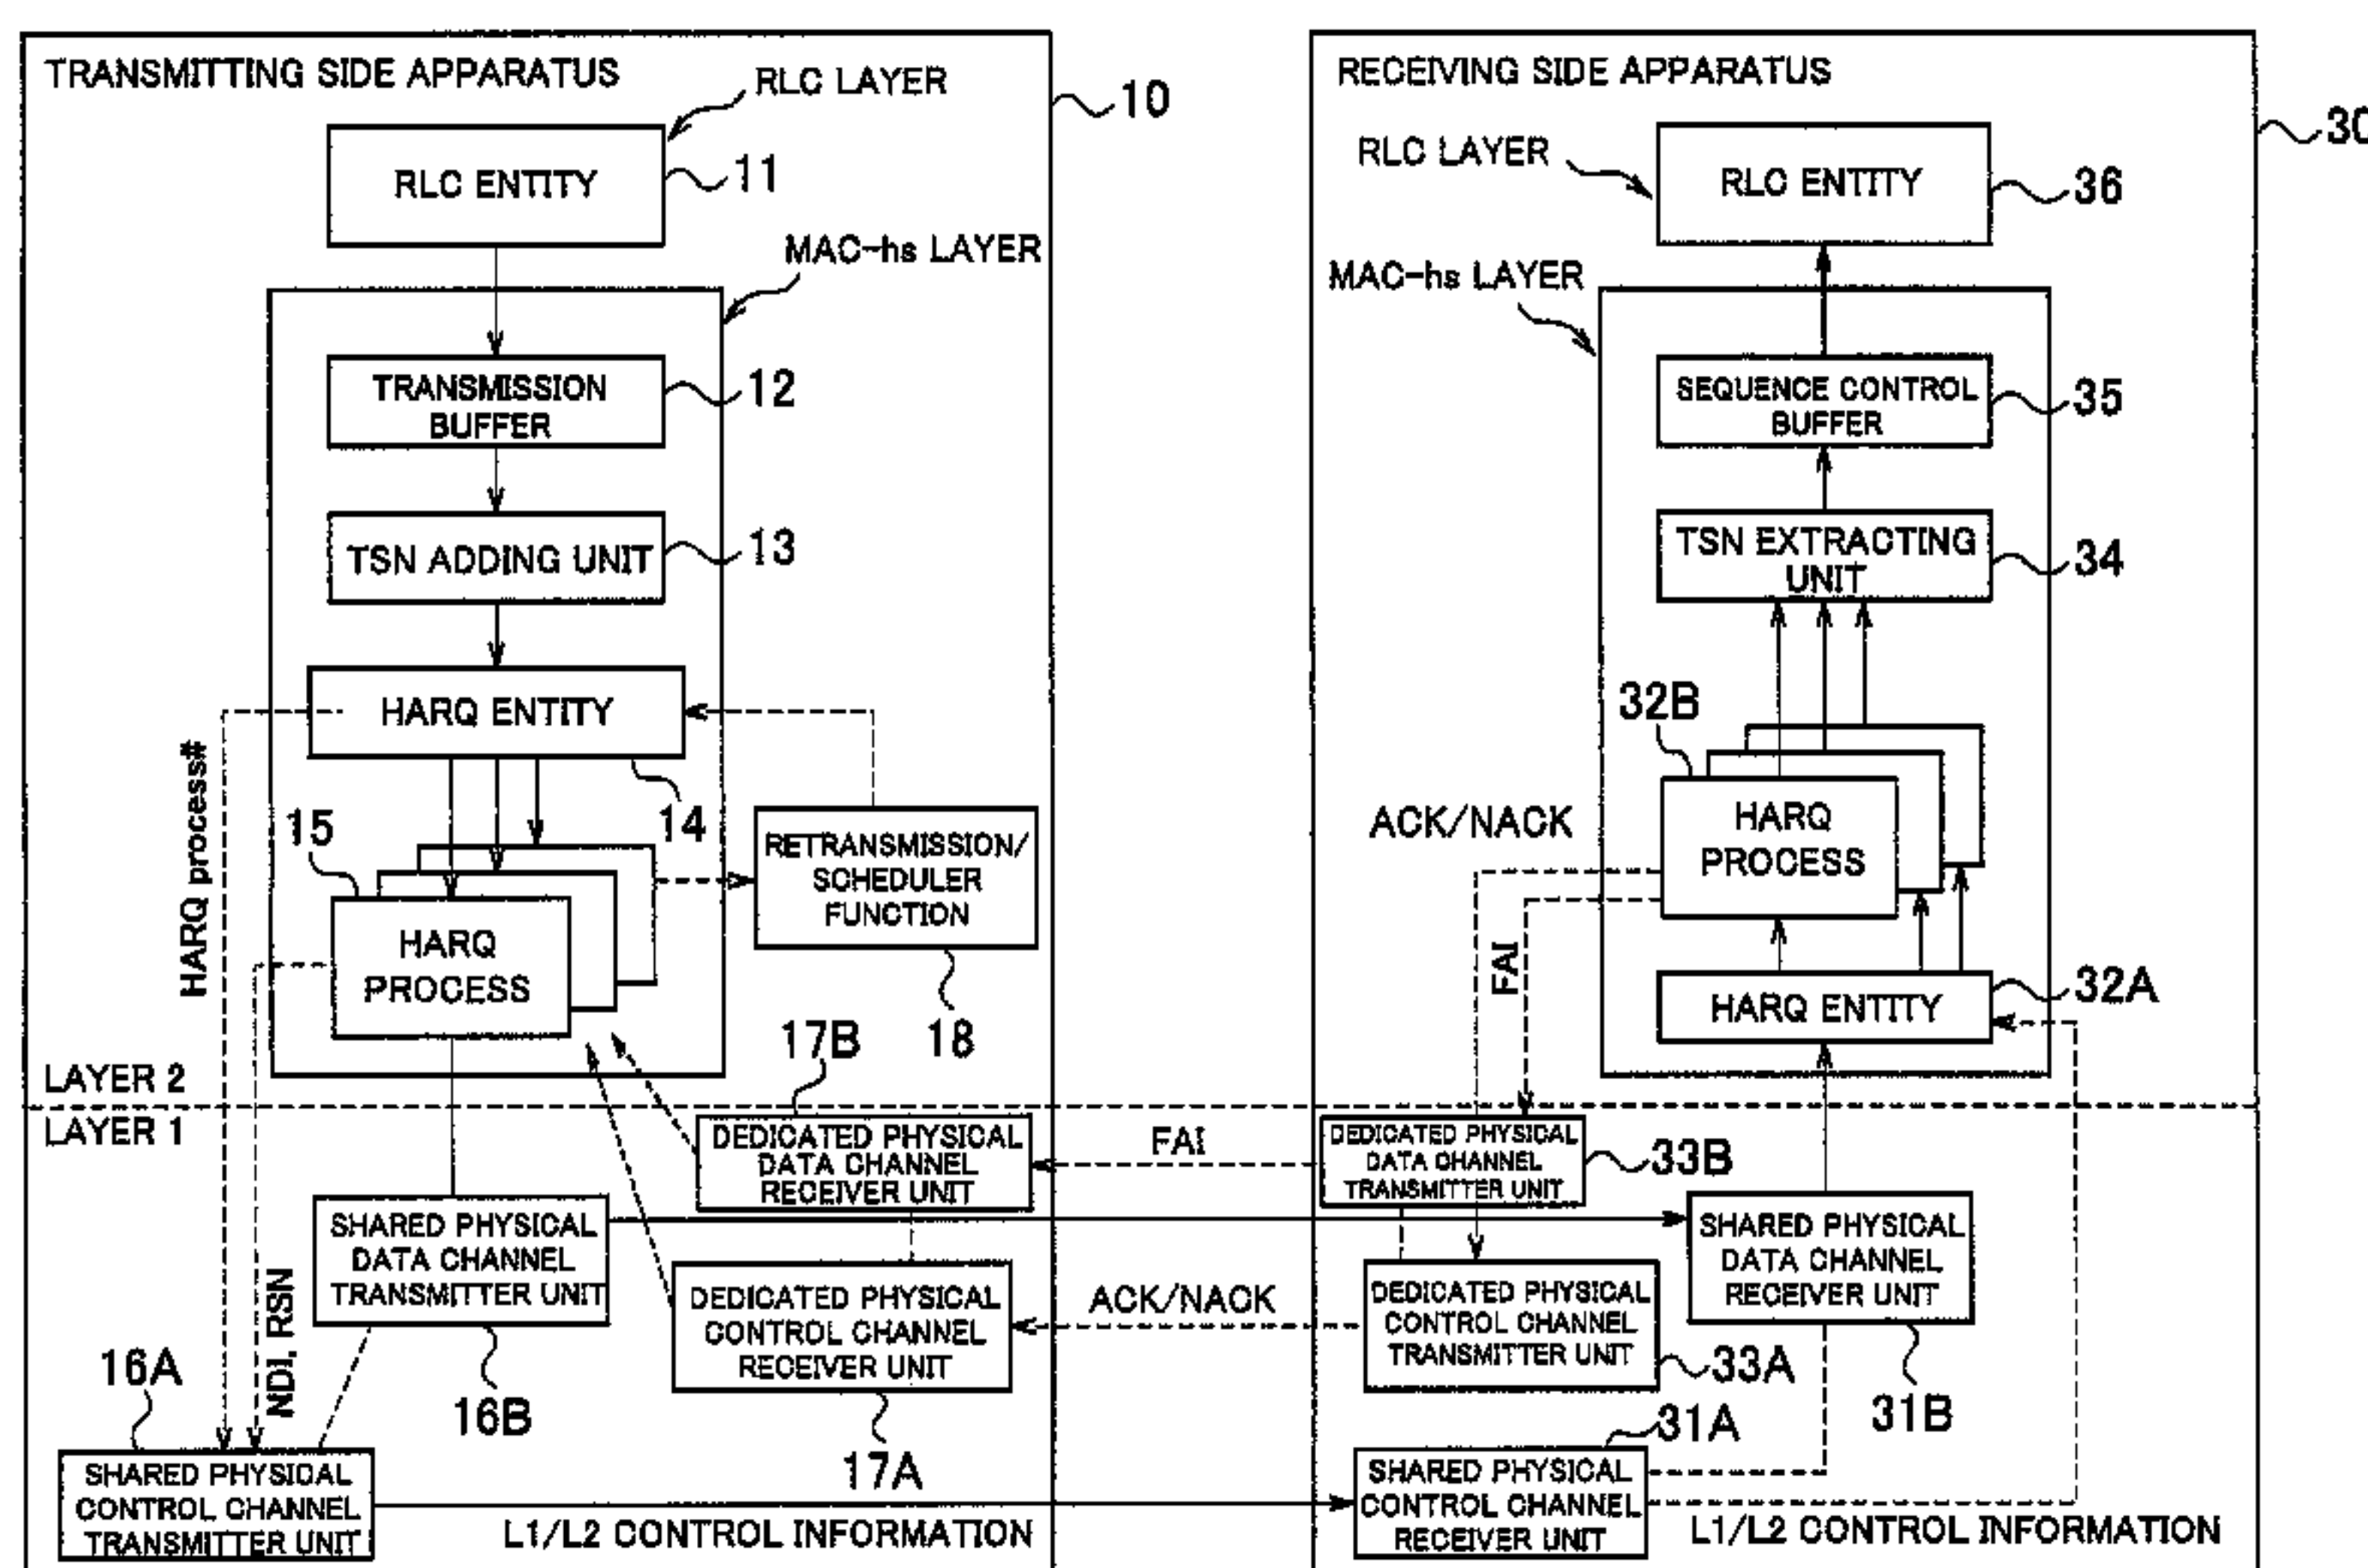 TRANSMITTING SIDE APPARATUS
RLC LAYER
10
RLC ENTITY
11
MAC-hs LAYER
TRANSMISSION
BUFFER
12
TSN ADDING UNIT
13
HARQ ENTITY
14
HARQ process#
15
HARQ
PROCESS
RETRANSMISSION/
SCHEDULER
FUNCTION
18
LAYER 2
LAYER 1
17B
DEDICATED PHYSICAL
DATA CHANNEL
RECEIVER UNIT
SHARED PHYSICAL
DATA CHANNEL
TRANSMITTER UNIT
16B
NDI, RSN
DEDICATED PHYSICAL
CONTROL CHANNEL
RECEIVER UNIT
17A
16A
SHARED PHYSICAL
CONTROL CHANNEL
TRANSMITTER UNIT
L1/L2 CONTROL INFORMATION
FAI
ACK/NACK
RECEIVING SIDE APPARATUS
30
RLC LAYER
RLC ENTITY
36
MAC-hs LAYER
SEQUENCE CONTROL
BUFFER
35
TSN EXTRACTING
UNIT
34
32B
HARQ
PROCESS
ACK/NACK
FAI
HARQ ENTITY
32A
DEDICATED PHYSICAL
DATA CHANNEL
TRANSMITTER UNIT
33B
SHARED PHYSICAL
DATA CHANNEL
RECEIVER UNIT
31B
DEDICATED PHYSICAL
CONTROL CHANNEL
TRANSMITTER UNIT
33A
31A
SHARED PHYSICAL
CONTROL CHANNEL
RECEIVER UNIT
L1/L2 CONTROL INFORMATION